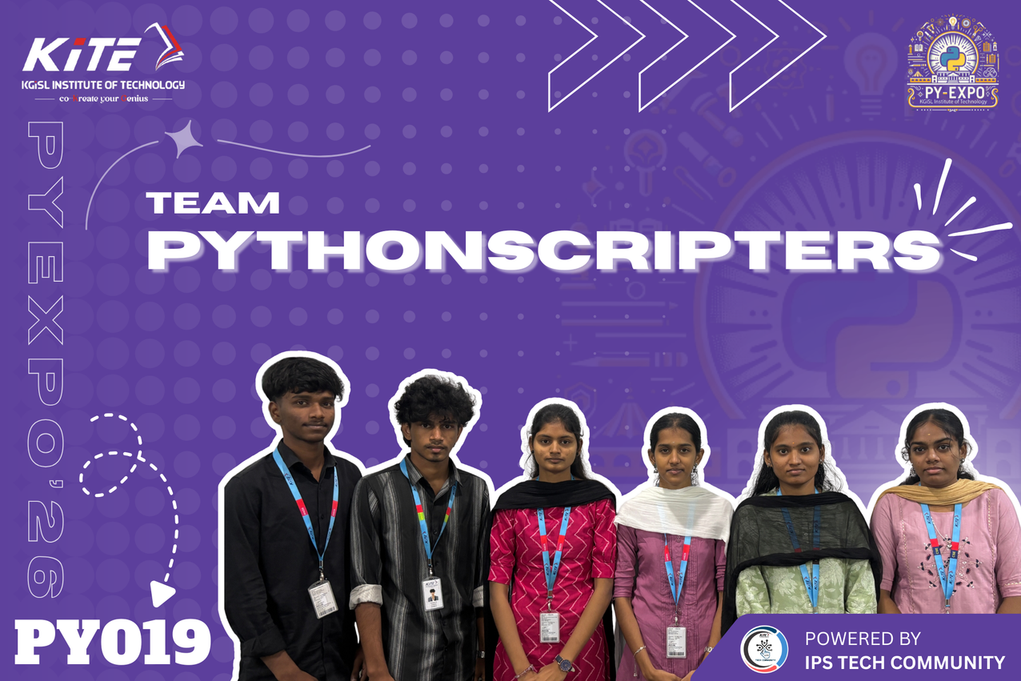 KiTE
KGiSL INSTITUTE OF TECHNOLOGY
co-Create your Genius
PY-EXPO
KGiSL Institute of Technology
PYEXPO'26
TEAM
PYTHONSCRIPTERS
PY019
POWERED BY
IPS TECH COMMUNITY